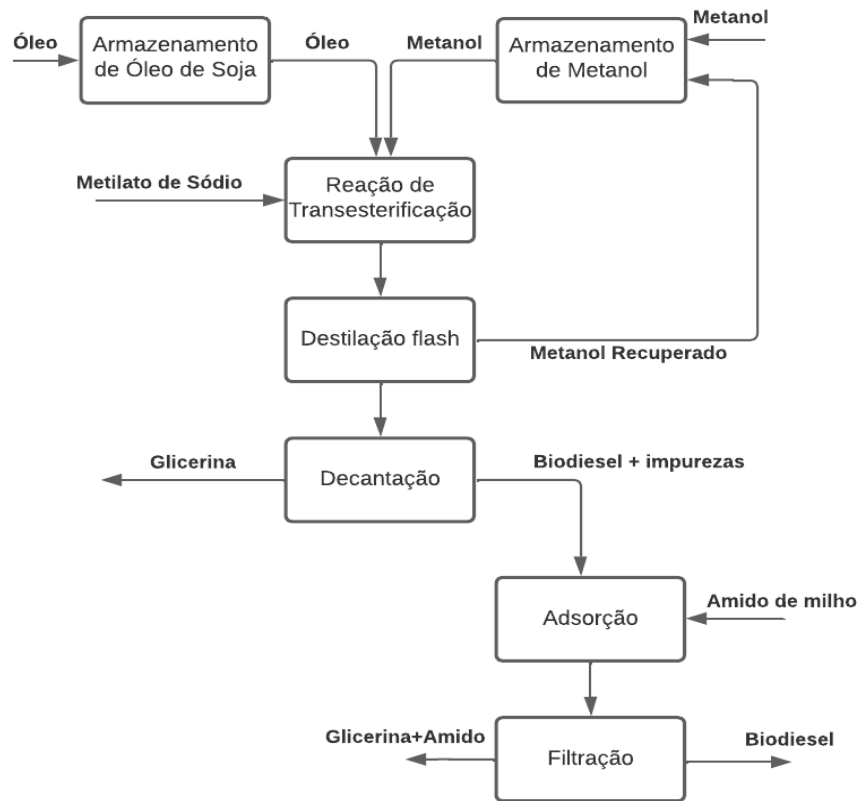 Metanol
Óleo
Armazenamento
de Óleo de Soja
Óleo
Metanol
Armazenamento
de Metanol
Metilato de Sódio
Reação de
Transesterificação
Destilação flash
Metanol Recuperado
Glicerina
Decantação
Biodiesel + impurezas
Adsorção
Amido de milho
Glicerina+Amido
Filtração
Biodiesel